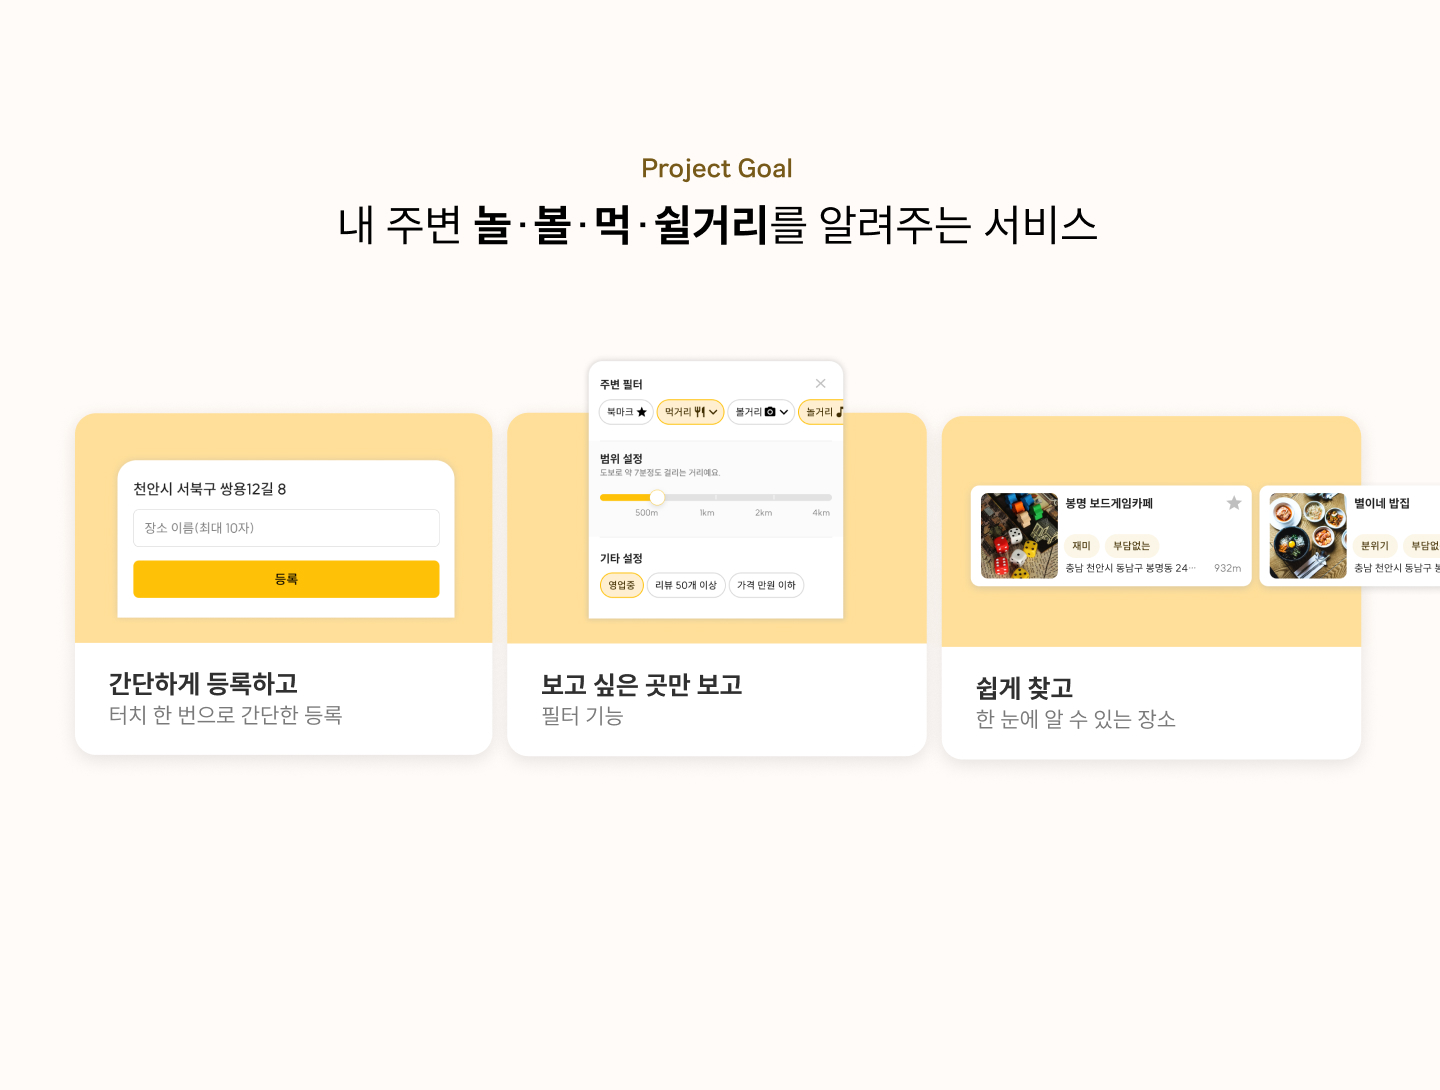 Project Goal
내 주변 놀·볼·먹·쉴거리를 알려주는 서비스
천안시 서북구 쌍용12길 8
장소 이름(최대 10자)
등록
간단하게 등록하고
터치 한 번으로 간단한 등록
주변 필터
북마크 먹거리 볼거리 놀거리
범위 설정
도보로 약 7분정도 걸리는 거리예요.
500m 1km 2km 4km
기타 설정
영업중 리뷰 50개 이상 가격 만원 이하
보고 싶은 곳만 보고
필터 기능
봉명 보드게임카페
재미 부담없는
충남 천안시 동남구 봉명동 24··· 932m
별이네 밥집
분위기 부담없
충남 천안시 동남구
쉽게 찾고
한 눈에 알 수 있는 장소